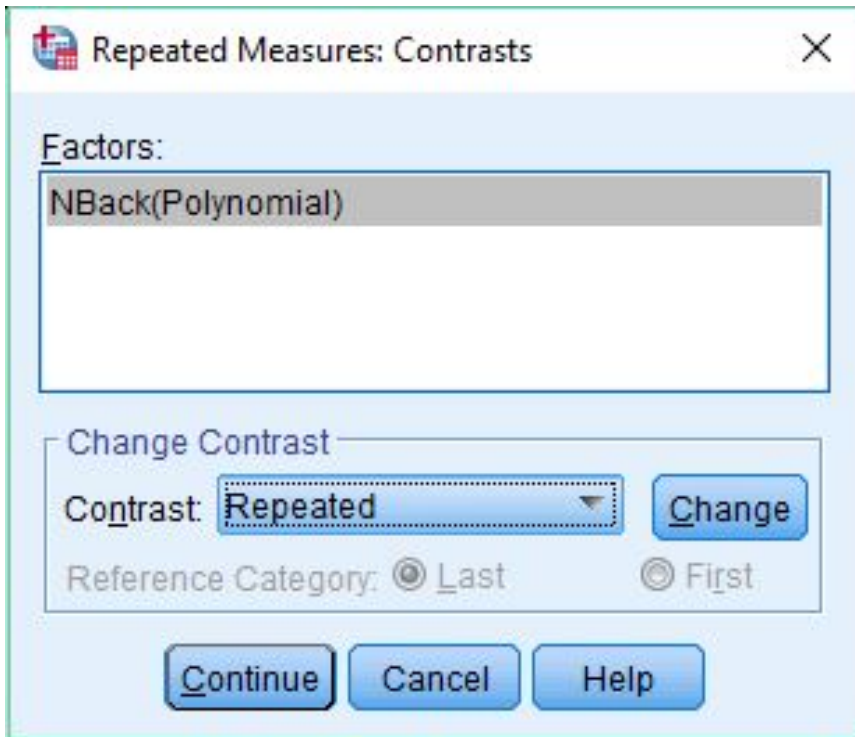 Repeated Measures: Contrasts
Factors:
NBack(Polynomial)
Change Contrast
Contrast: Repeated Change
Reference Category: Last First
Continue Cancel Help